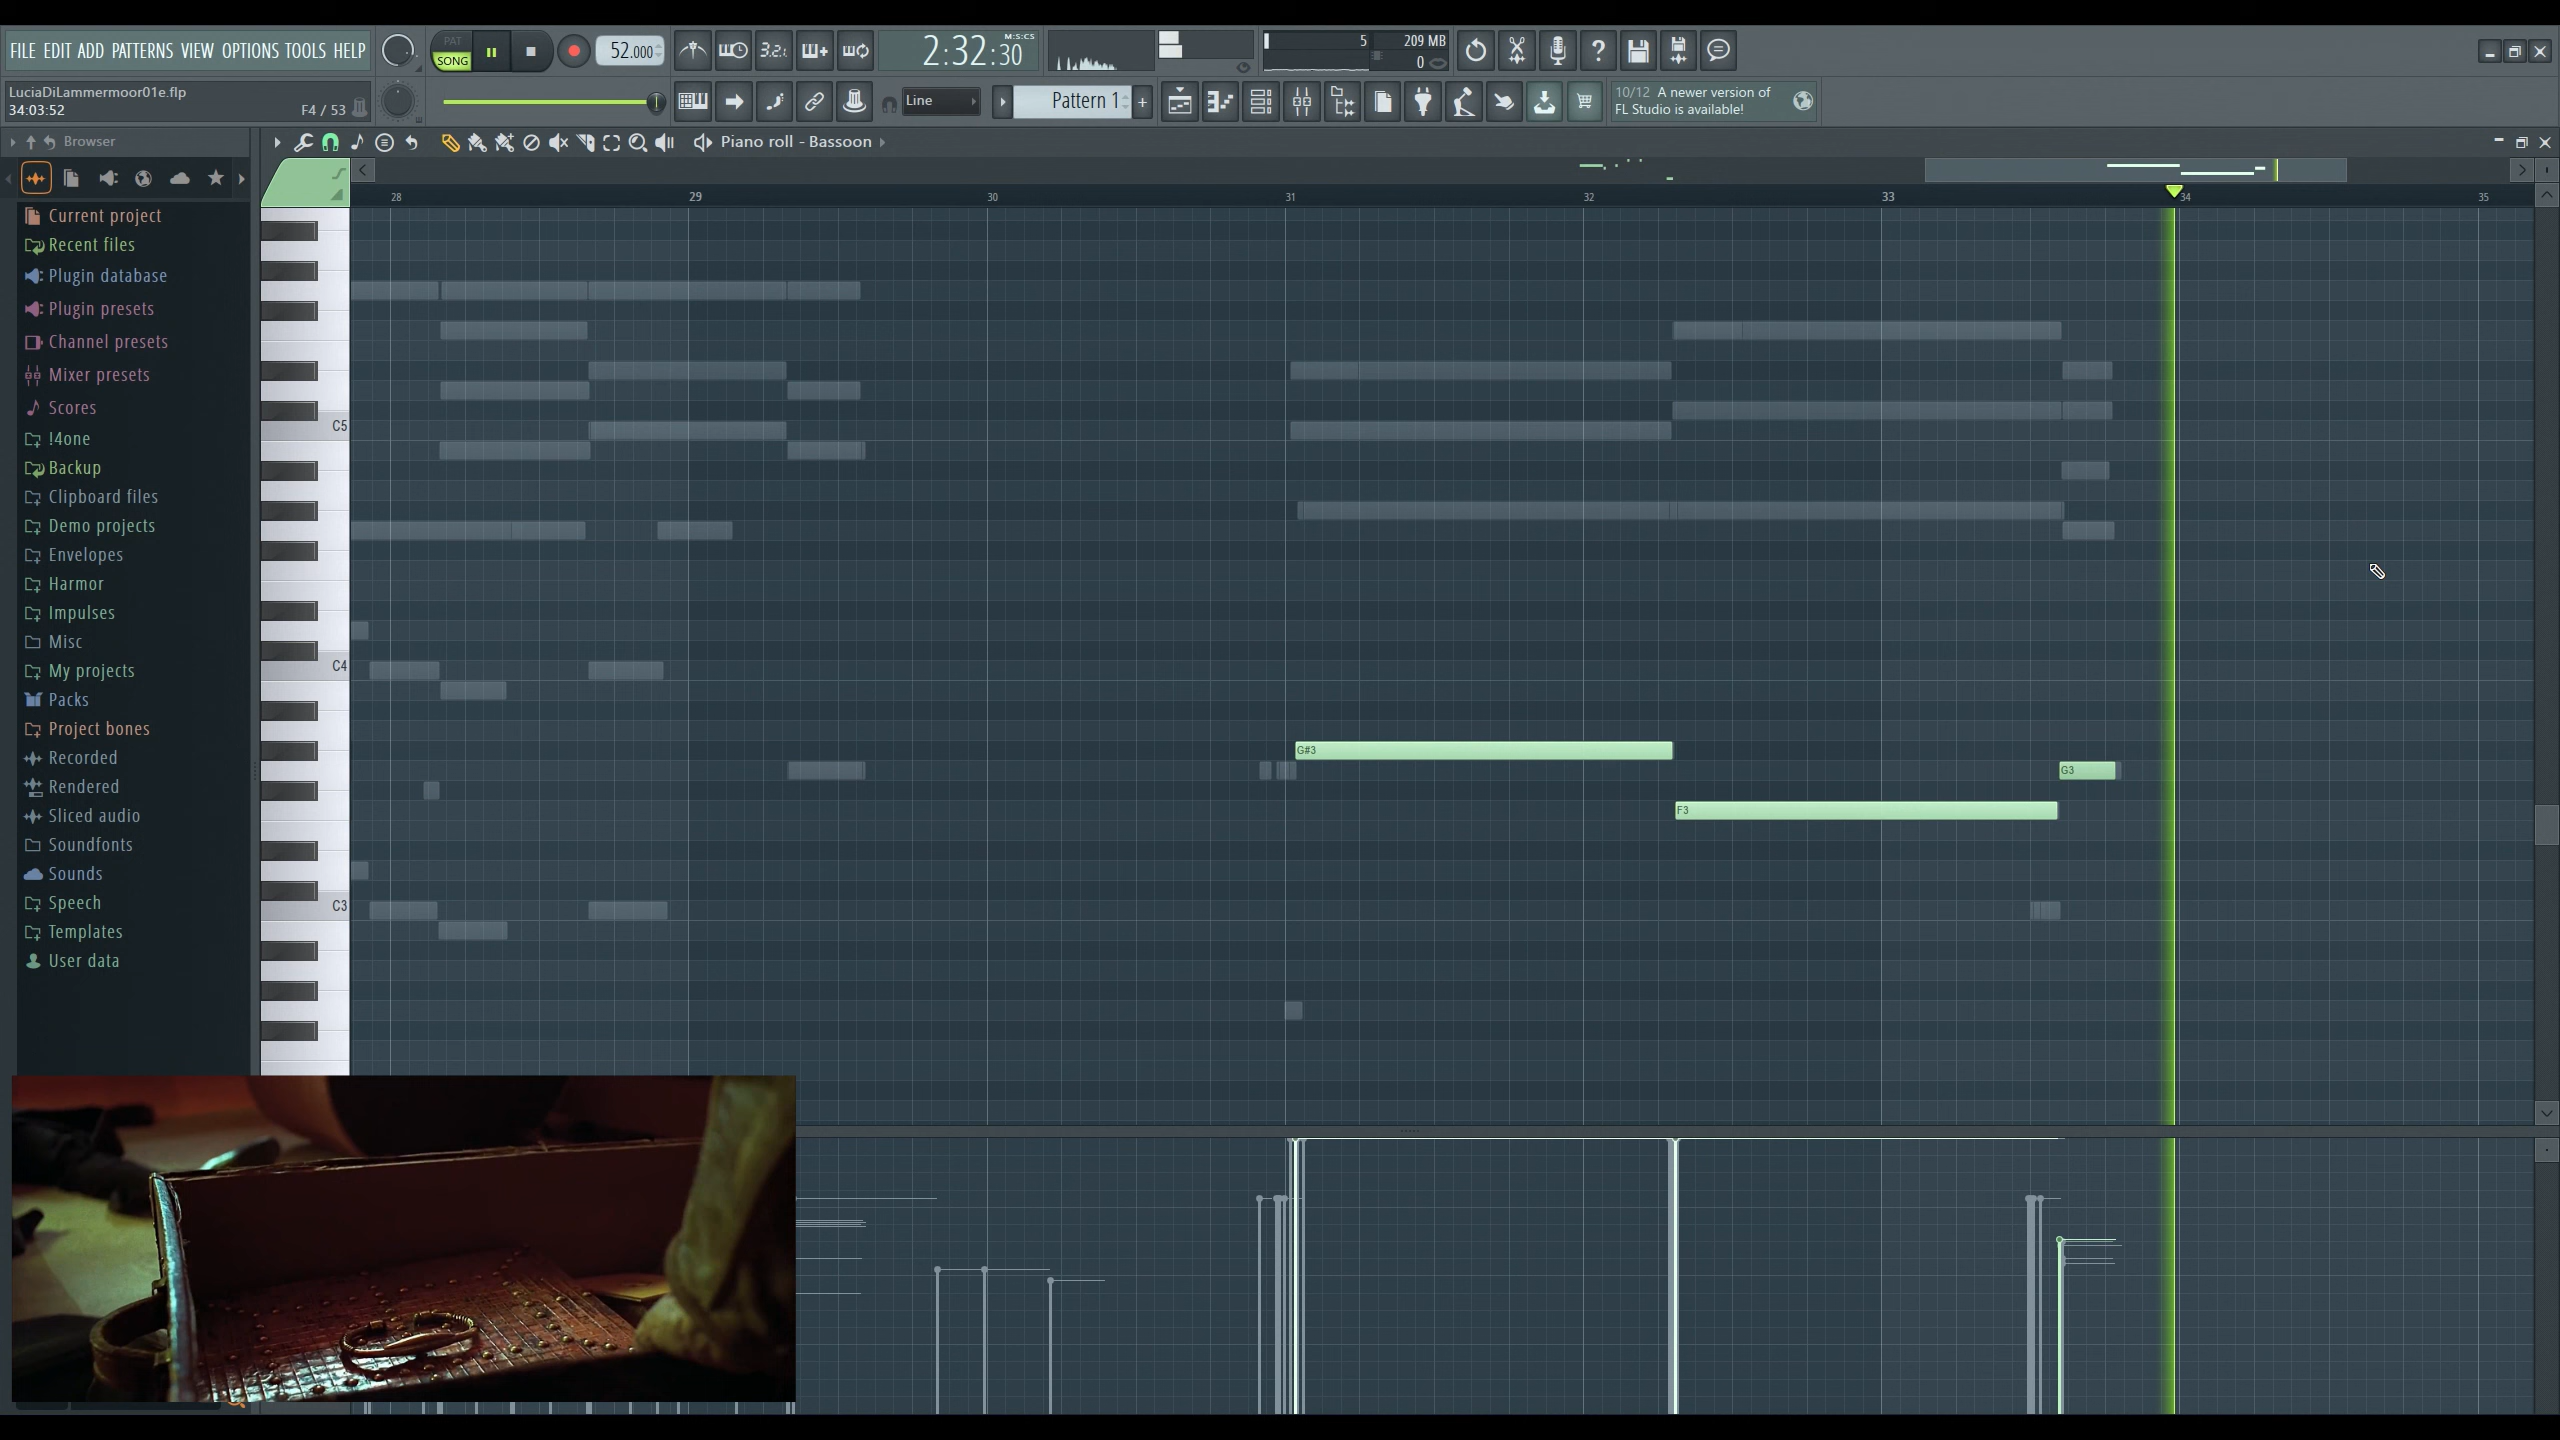 FILE EDIT ADD PATTERNS VIEW OPTIONS TOOLS HELP
PAT
SONG
52.000
3.2.
2:32:30
M:S:CS
5
209 MB
0
LuciaDiLammermoor01e.flp
34:03:52
F4 / 53
Line
Pattern 1
10/12 A newer version of
FL Studio is available!
Browser
Piano roll - Bassoon
28
29
30
31
32
33
34
35
Current project
Recent files
Plugin database
Plugin presets
Channel presets
Mixer presets
Scores
!4one
Backup
Clipboard files
Demo projects
Envelopes
Harmor
Impulses
Misc
My projects
Packs
Project bones
Recorded
Rendered
Sliced audio
Soundfonts
Sounds
Speech
Templates
User data
C5
C4
C3
G#3
F3
G3